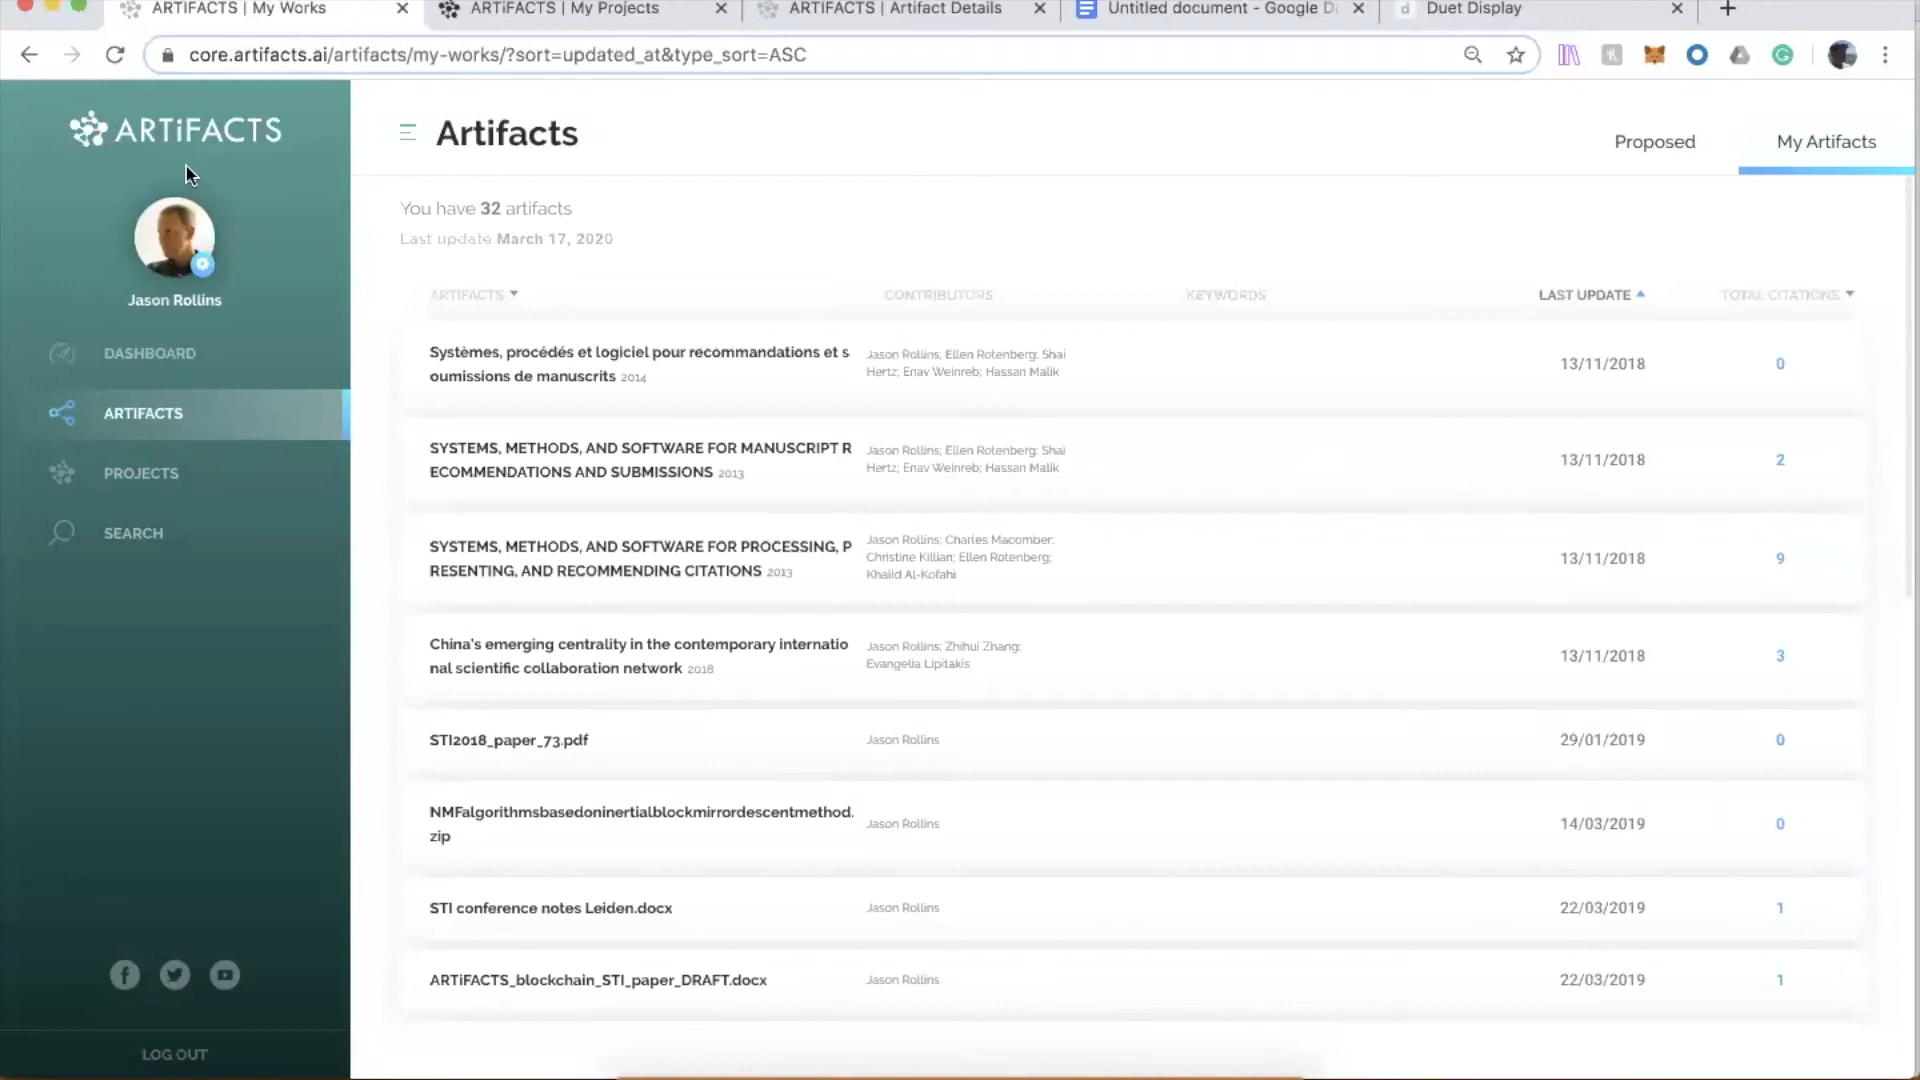 ARTiFACTS | My Works
ARTiFACTS | My Projects
ARTiFACTS | Artifact Details
Untitled document - Google D
Duet Display
core.artifacts.ai/artifacts/my-works/?sort=updated_at&type_sort=ASC
ARTiFACTS
Jason Rollins
DASHBOARD
ARTIFACTS
PROJECTS
SEARCH
LOG OUT
Artifacts
Proposed
My Artifacts
You have 32 artifacts
Last update March 17, 2020
ARTIFACTS CONTRIBUTORS KEYWORDS LAST UPDATE TOTAL CITATIONS
Systèmes, procédés et logiciel pour recommandations et s
oumissions de manuscrits 2014
Jason Rollins; Ellen Rotenberg; Shai
Hertz; Enav Weinreb; Hassan Malik
13/11/2018
0
SYSTEMS, METHODS, AND SOFTWARE FOR MANUSCRIPT R
ECOMMENDATIONS AND SUBMISSIONS 2013
Jason Rollins; Ellen Rotenberg; Shai
Hertz; Enav Weinreb; Hassan Malik
13/11/2018
2
SYSTEMS, METHODS, AND SOFTWARE FOR PROCESSING, P
RESENTING, AND RECOMMENDING CITATIONS 2013
Jason Rollins; Charles Macomber;
Christine Killian; Ellen Rotenberg;
Khalid Al-Kofahi
13/11/2018
9
China's emerging centrality in the contemporary internatio
nal scientific collaboration network 2018
Jason Rollins; Zhihui Zhang;
Evangelia Lipitakis
13/11/2018
3
STI2018_paper_73.pdf
Jason Rollins
29/01/2019
0
NMFalgorithmsbasedoninertialblockmirrordescentmethod.
zip
Jason Rollins
14/03/2019
0
STI conference notes Leiden.docx
Jason Rollins
22/03/2019
1
ARTiFACTS_blockchain_STI_paper_DRAFT.docx
Jason Rollins
22/03/2019
1